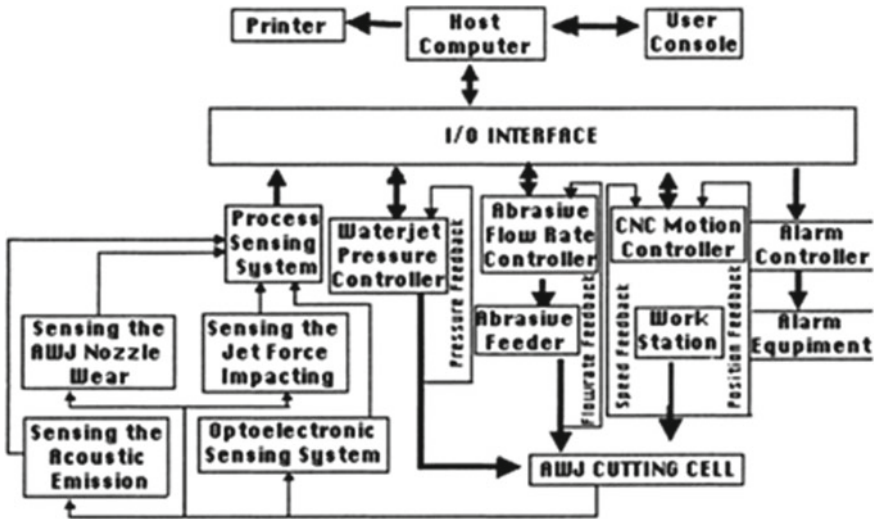 Printer
Host
Computer
User
Console
I/O INTERFACE
Process
Sensing
System
Waterjet
Pressure
Controller
Pressure Feedback
Abrasive
Flow Rate
Controller
Flowrate Feedback
Speed Feedback
CNC Motion
Controller
Position Feedback
Alarm
Controller
Sensing the
AWJ Nozzle
Wear
Sensing the
Jet Force
Impacting
Abrasive
Feeder
Work
Station
Alarm
Equpiment
Sensing the
Acoustic
Emission
Optoelectronic
Sensing System
AWJ CUTTING CELL